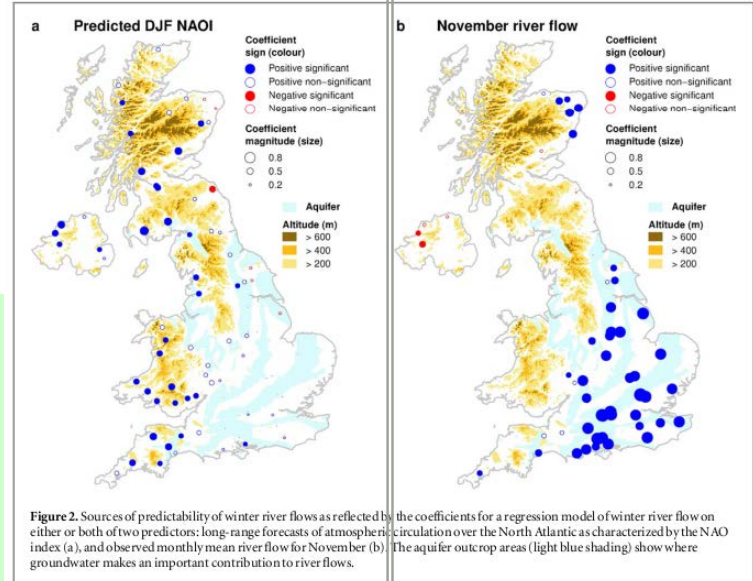 a Predicted DJF NAOI
Coefficient
sign (colour)
Positive significant
Positive non-significant
Negative significant
Negative non-significant
Coefficient
magnitude (size)
0.8
0.5
0.2
Aquifer
Altitude (m)
> 600
> 400
> 200
b November river flow
Coefficient
sign (colour)
Positive significant
Positive non-significant
Negative significant
Negative non-significant
Coefficient
magnitude (size)
0.8
0.5
0.2
Aquifer
Altitude (m)
> 600
> 400
> 200
Figure 2. Sources of predictability of winter river flows as reflected by the coefficients for a regression model of winter river flow on
either or both of two predictors: long-range forecasts of atmospheric circulation over the North Atlantic as characterized by the NAO
index (a), and observed monthly mean river flow for November (b). The aquifer outcrop areas (light blue shading) show where
groundwater makes an important contribution to river flows.